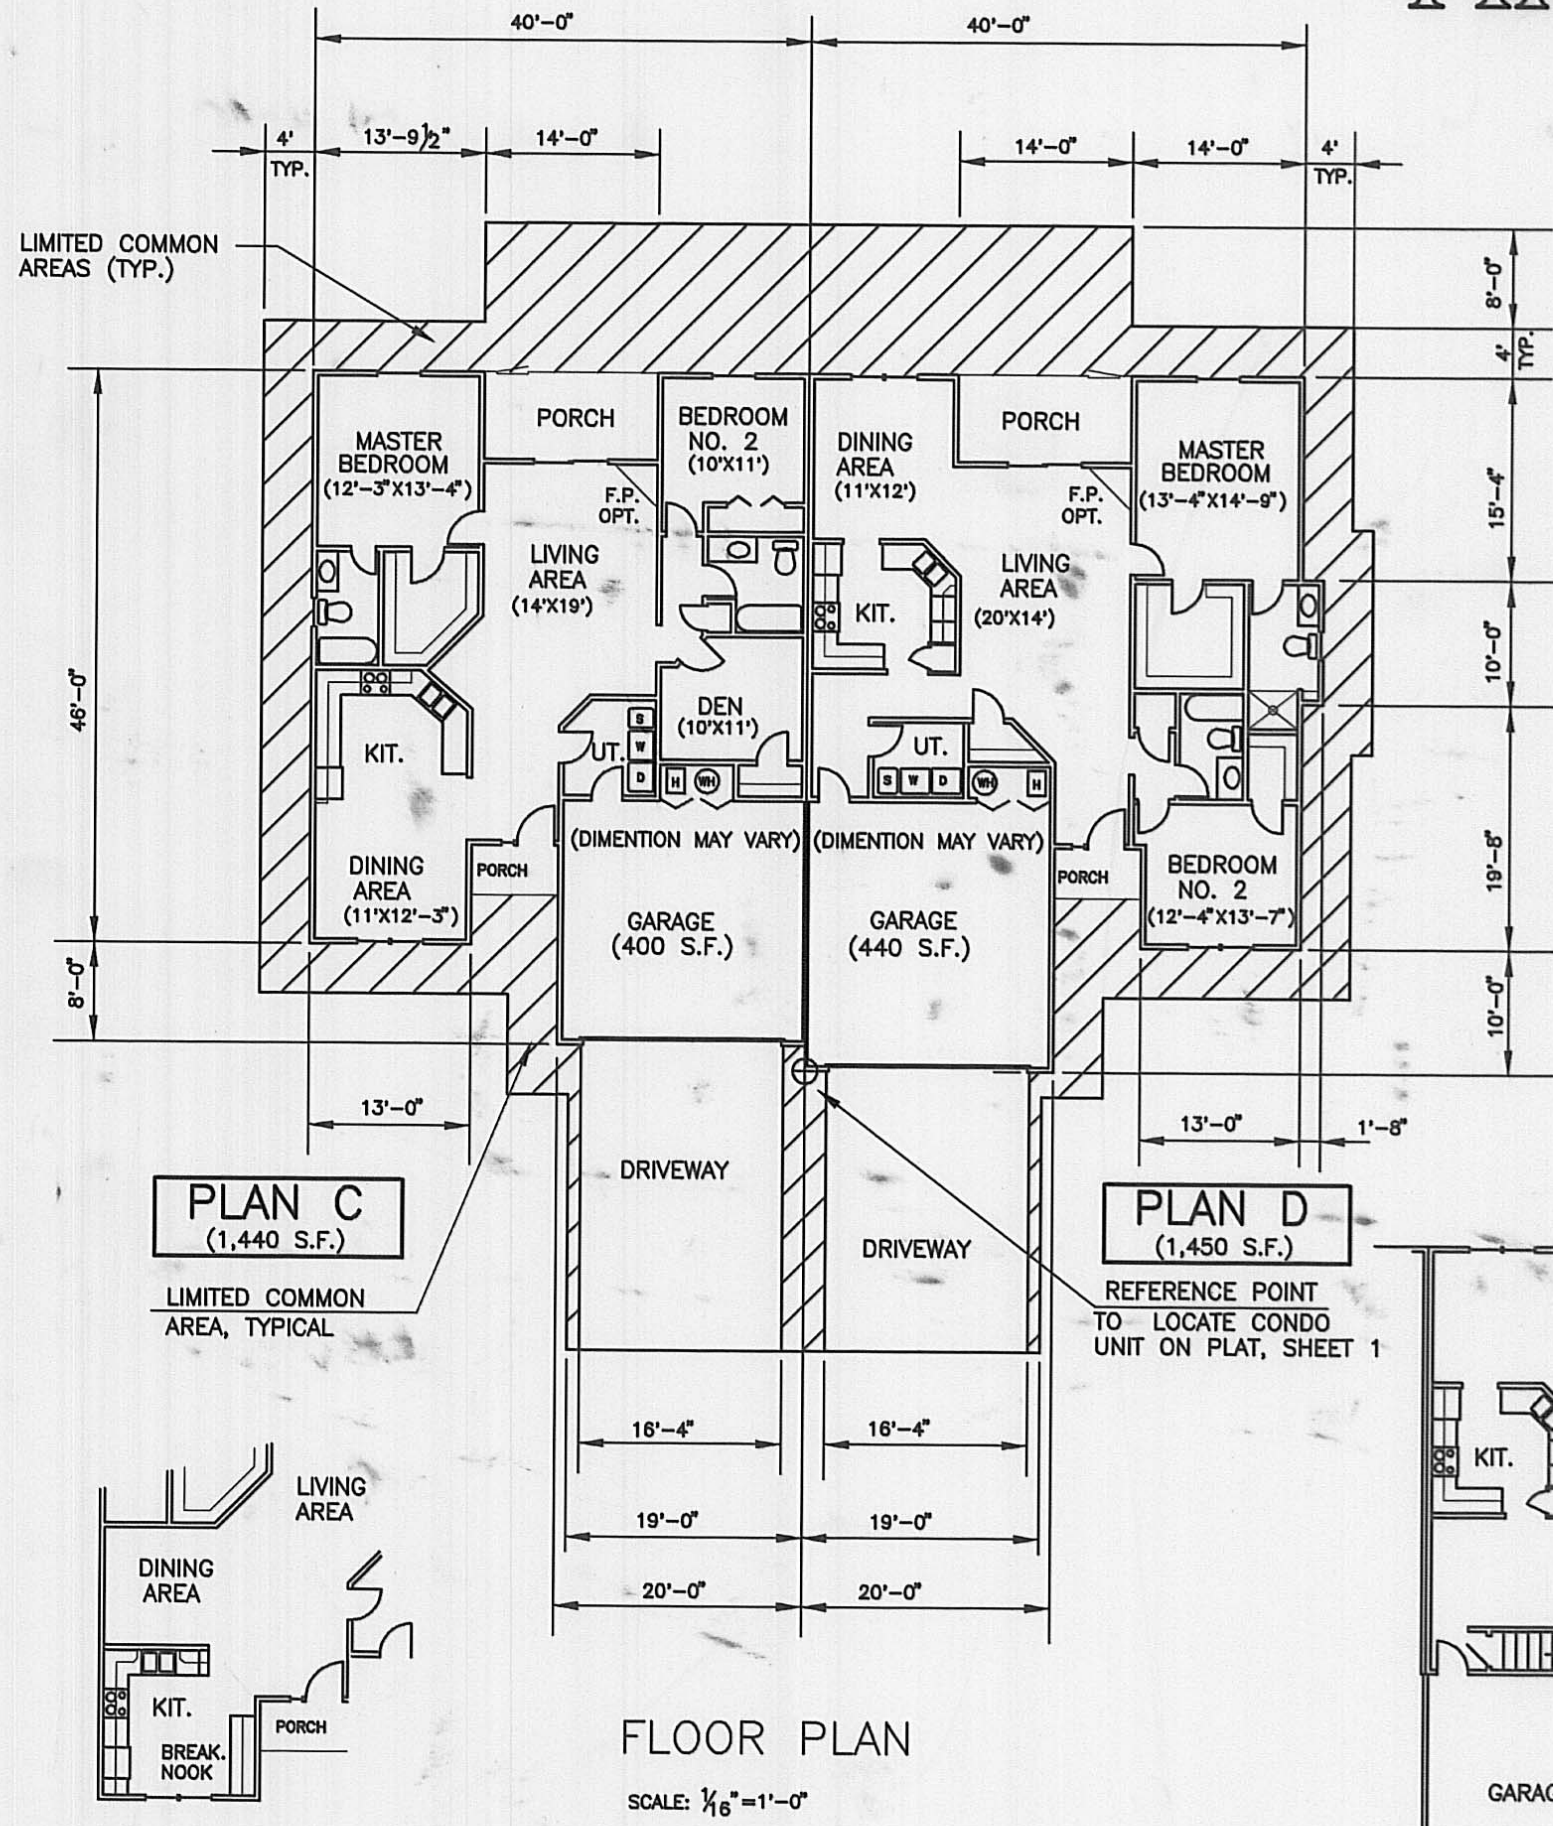 40'-0"
40'-0"
4'
TYP.
13'-9½"
14'-0"
14'-0"
14'-0"
4'
TYP.
LIMITED COMMON
AREAS (TYP.)
8'-0"
4'
TYP.
15'-4"
10'-0"
19'-8"
10'-0"
46'-0"
8'-0"
MASTER
BEDROOM
(12'-3"X13'-4")
PORCH
BEDROOM
NO. 2
(10'X11')
F.P.
OPT.
LIVING
AREA
(14'X19')
DEN
(10'X11')
KIT.
UT.
S
W
D
H
WH
DINING
AREA
(11'X12'-3")
PORCH
(DIMENTION MAY VARY)
GARAGE
(400 S.F.)
DINING
AREA
(11'X12')
PORCH
MASTER
BEDROOM
(13'-4"X14'-9")
F.P.
OPT.
LIVING
AREA
(20'X14')
KIT.
UT.
S
W
D
WH
H
(DIMENTION MAY VARY)
GARAGE
(440 S.F.)
PORCH
BEDROOM
NO. 2
(12'-4"X13'-7")
13'-0"
13'-0"
1'-8"
PLAN C
(1,440 S.F.)
DRIVEWAY
DRIVEWAY
PLAN D
(1,450 S.F.)
LIMITED COMMON
AREA, TYPICAL
REFERENCE POINT
TO LOCATE CONDO
UNIT ON PLAT, SHEET 1
16'-4"
16'-4"
19'-0"
19'-0"
20'-0"
20'-0"
LIVING
AREA
DINING
AREA
KIT.
BREAK.
NOOK
PORCH
KIT.
GARAG
FLOOR PLAN
SCALE: 1/16"=1'-0"